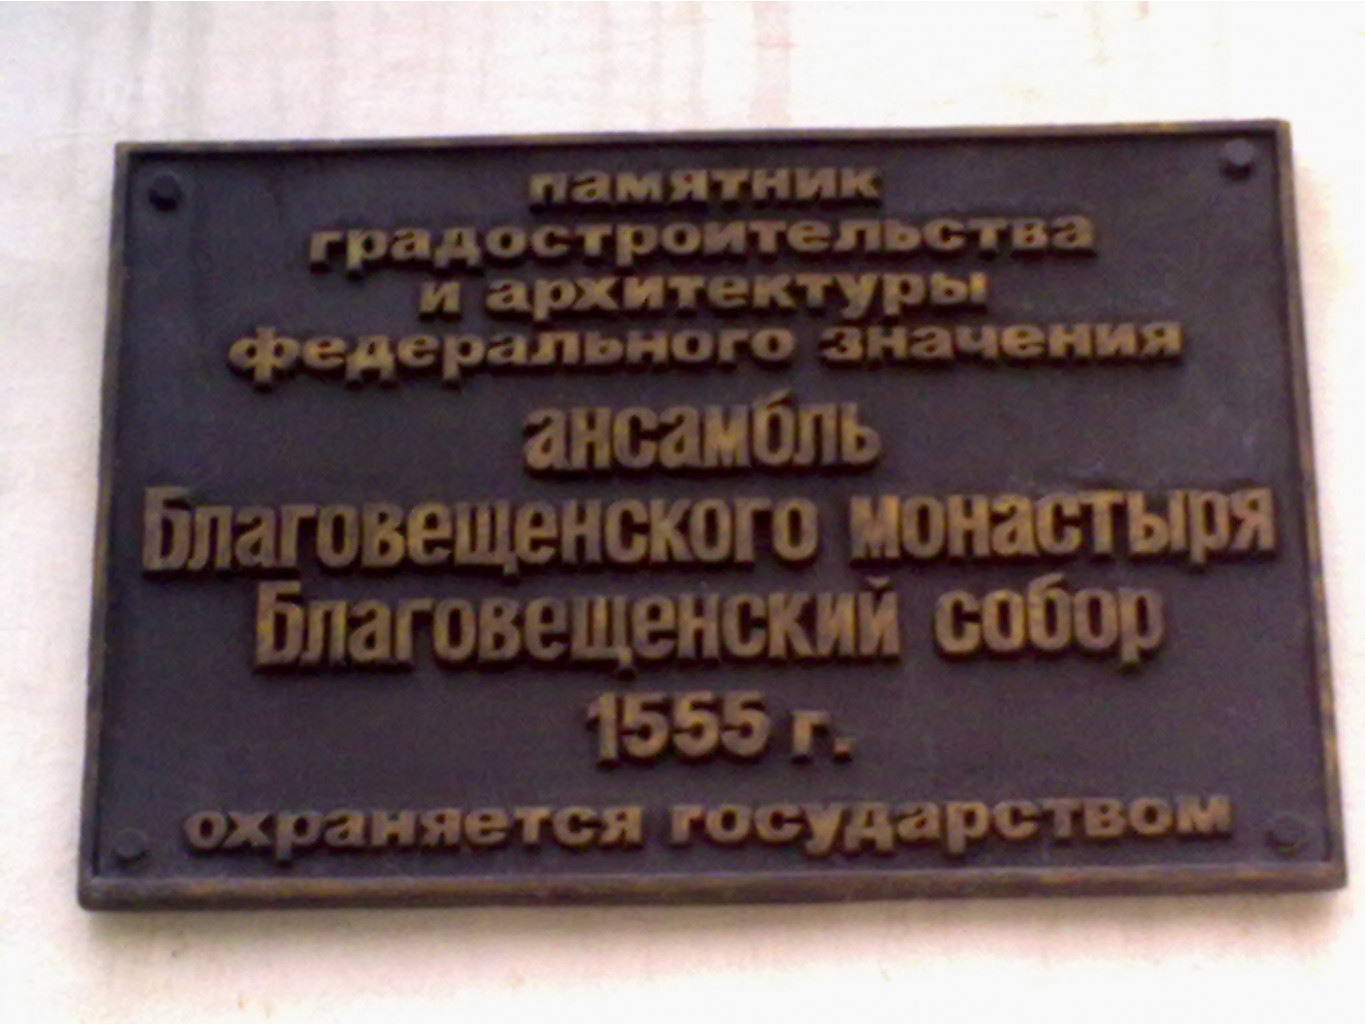 памятник
градостроительства
и архитектуры
федерального значения
ансамбль
Благовещенского монастыря
Благовещенский собор
1555 г.
охраняется государством